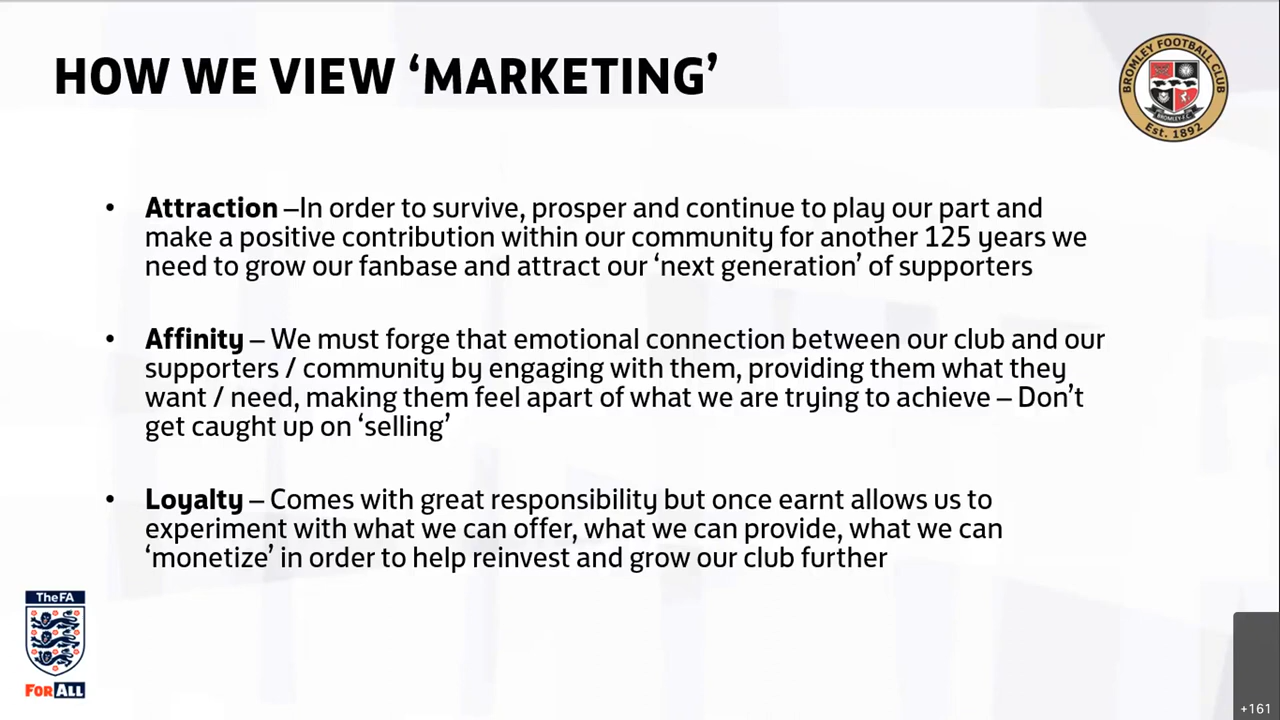 HOW WE VIEW ‘MARKETING’
BROMLEY FOOTBALL CLUB
BROMLEY-F.C.
Est. 1892
• Attraction –In order to survive, prosper and continue to play our part and
make a positive contribution within our community for another 125 years we
need to grow our fanbase and attract our ‘next generation’ of supporters
• Affinity – We must forge that emotional connection between our club and our
supporters / community by engaging with them, providing them what they
want / need, making them feel apart of what we are trying to achieve – Don’t
get caught up on ‘selling’
• Loyalty – Comes with great responsibility but once earnt allows us to
experiment with what we can offer, what we can provide, what we can
‘monetize’ in order to help reinvest and grow our club further
The FA
FOR ALL
+161